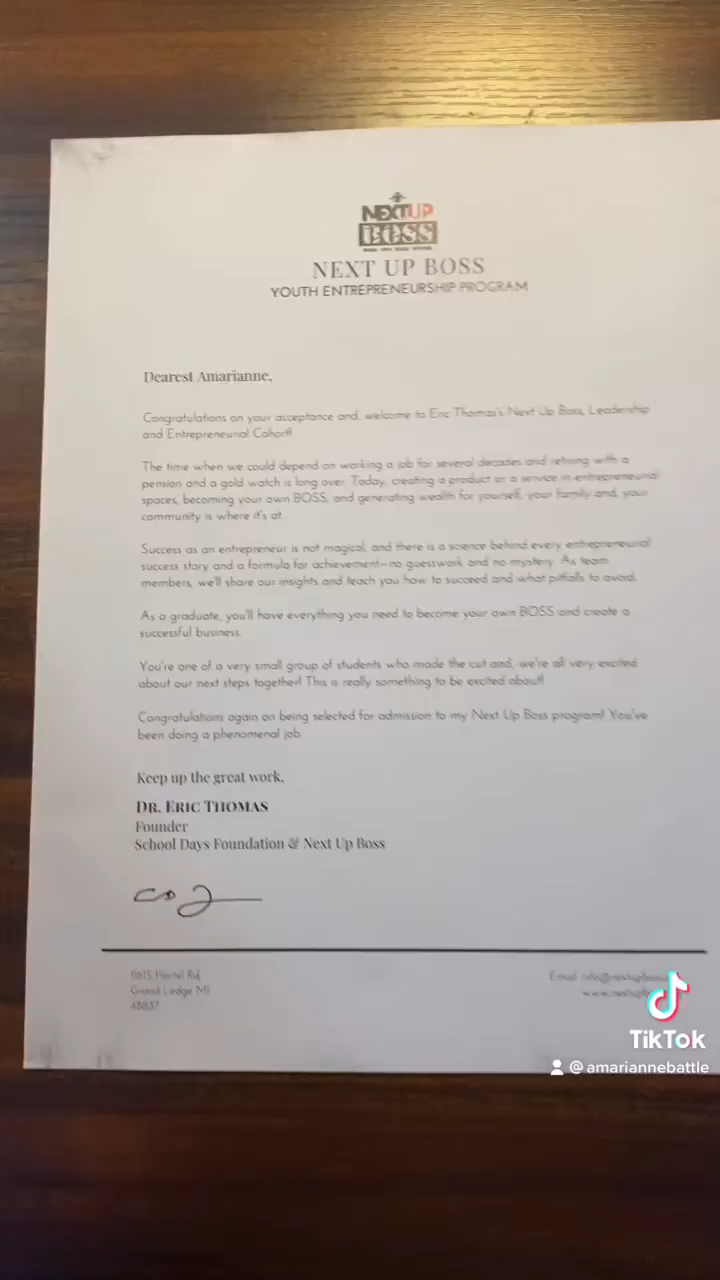 NEXTUP
BOSS
NEXT UP BOSS
YOUTH ENTREPRENEURSHIP PROGRAM
Dearest Amarianne,
Congratulations on your acceptance and, welcome to Eric Thomas's Next Up Boss, Leadership
and Entrepreneurial Cohort!
The time when we could depend on working a job for several decades and retiring with a
pension and a gold watch is long over. Today, creating a product or a service in entrepreneurial
spaces, becoming your own BOSS, and generating wealth for yourself, your family and, your
community is where it's at.
Success as an entrepreneur is not magical, and there is a science behind every entrepreneurial
success story and a formula for achievement—no guesswork and no mystery. As team
members, we'll share our insights and teach you how to succeed and what pitfalls to avoid.
As a graduate, you'll have everything you need to become your own BOSS and create a
successful business.
You're one of a very small group of students who made the cut and, we're all very excited
about our next steps together! This is really something to be excited about!
Congratulations again on being selected for admission to my Next Up Boss program! You've
been doing a phenomenal job.
Keep up the great work,
DR. ERIC THOMAS
Founder
School Days Foundation & Next Up Boss
Rd,
Grand Ledge MI
48837
Email:
TikTok
@amariannebattle